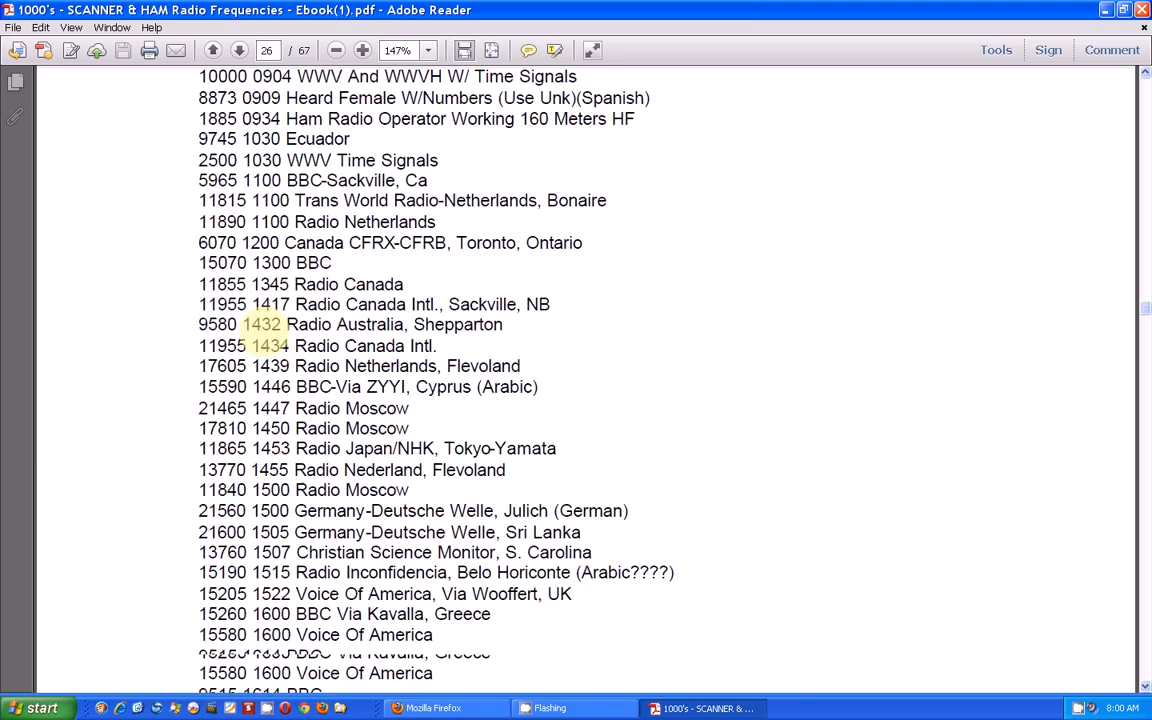 1000's - SCANNER & HAM Radio Frequencies - Ebook(1).pdf - Adobe Reader
File Edit View Window Help
26 / 67 147% Tools Sign Comment
10000 0904 WWV And WWVH W/ Time Signals
8873 0909 Heard Female W/Numbers (Use Unk)(Spanish)
1885 0934 Ham Radio Operator Working 160 Meters HF
9745 1030 Ecuador
2500 1030 WWV Time Signals
5965 1100 BBC-Sackville, Ca
11815 1100 Trans World Radio-Netherlands, Bonaire
11890 1100 Radio Netherlands
6070 1200 Canada CFRX-CFRB, Toronto, Ontario
15070 1300 BBC
11855 1345 Radio Canada
11955 1417 Radio Canada Intl., Sackville, NB
9580 1432 Radio Australia, Shepparton
11955 1434 Radio Canada Intl.
17605 1439 Radio Netherlands, Flevoland
15590 1446 BBC-Via ZYYI, Cyprus (Arabic)
21465 1447 Radio Moscow
17810 1450 Radio Moscow
11865 1453 Radio Japan/NHK, Tokyo-Yamata
13770 1455 Radio Nederland, Flevoland
11840 1500 Radio Moscow
21560 1500 Germany-Deutsche Welle, Julich (German)
21600 1505 Germany-Deutsche Welle, Sri Lanka
13760 1507 Christian Science Monitor, S. Carolina
15190 1515 Radio Inconfidencia, Belo Horiconte (Arabic????)
15205 1522 Voice Of America, Via Wooffert, UK
15260 1600 BBC Via Kavalla, Greece
15580 1600 Voice Of America
Via Kavalla, Greece
15580 1600 Voice Of America
9515 1614 BBC
start Mozilla Firefox Flashing 1000's - SCANNER & ... 8:00 AM